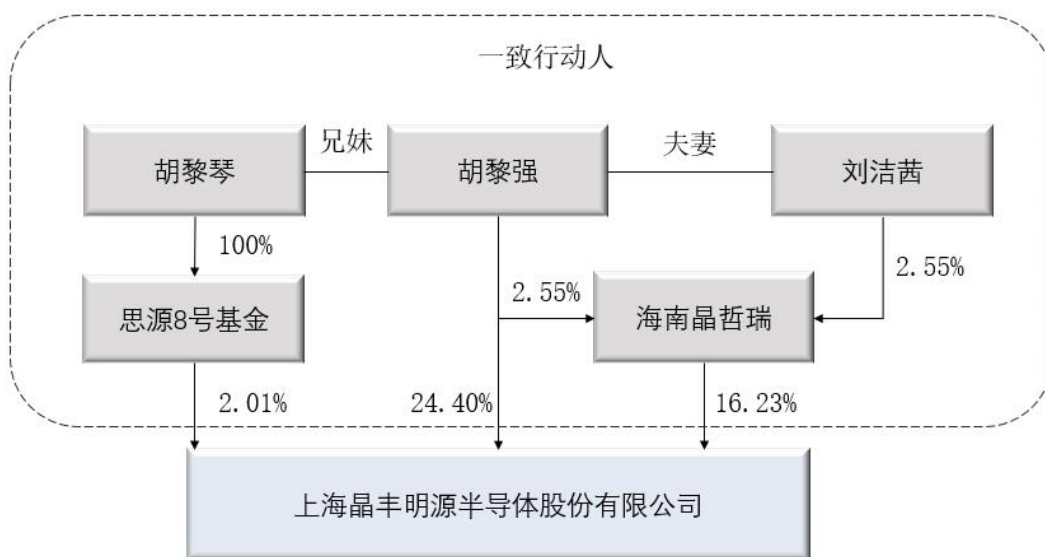 一致行动人
胡黎琴
兄妹
胡黎强
夫妻
刘洁茜
100%
2.55%
2.55%
思源8号基金
海南晶哲瑞
2.01%
24.40%
16.23%
上海晶丰明源半导体股份有限公司